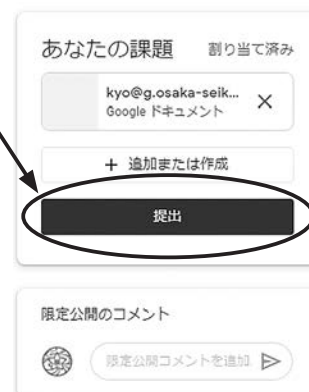 あなたの課題 割り当て済み
kyo@g.osaka-seik...
Google ドキュメント
+ 追加または作成
提出
限定公開のコメント
限定公開コメントを追加